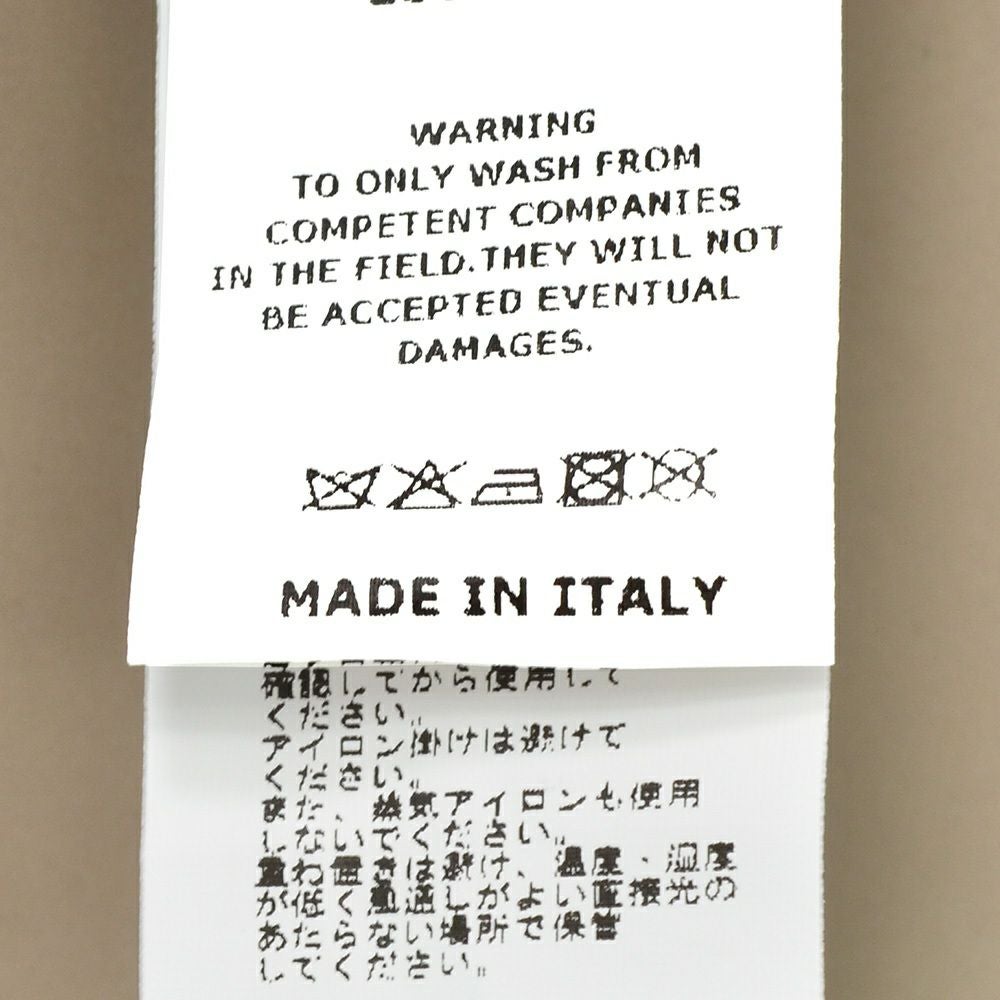 WARNING
TO ONLY WASH FROM
COMPETENT COMPANIES
IN THE FIELD.THEY WILL NOT
BE ACCEPTED EVENTUAL
DAMAGES.
MADE IN ITALY
確認してから使用して
ください。
アイロン掛けは避けて
ください。
また、蒸気アイロンも使用
しないでください。
重ね置きは避け、温度・湿度
が低く風通しがよい直接光の
あたらない場所で保管
してください。